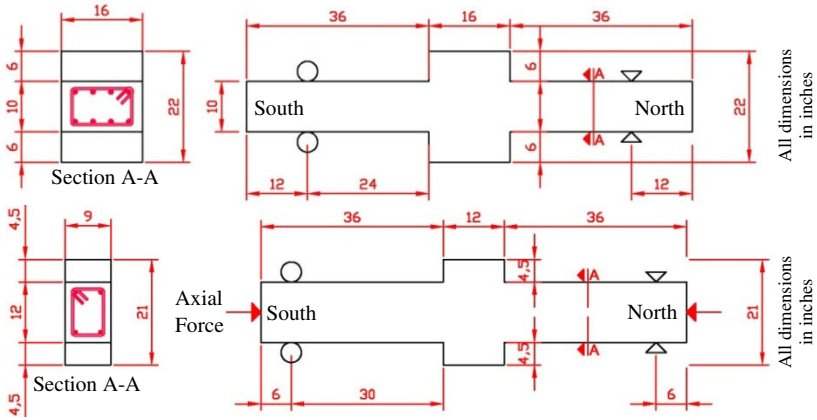 16
36
16
36
6
10
6
22
10
South
A
A
North
6
6
22
All dimensions
in inches
Section A-A
12
24
12
4,5
9
36
12
36
12
4,5
21
Axial
Force
South
4,5
4,5
A
A
North
21
All dimensions
in inches
Section A-A
6
30
6